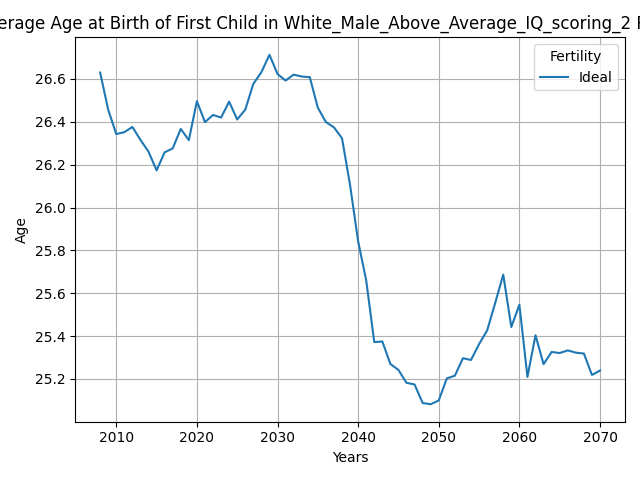 erage Age at Birth of First Child in White_Male_Above_Average_IQ_scoring_2
Fertility
Ideal
26.6
26.4
26.2
26.0
25.8
25.6
25.4
25.2
Age
2010 2020 2030 2040 2050 2060 2070
Years